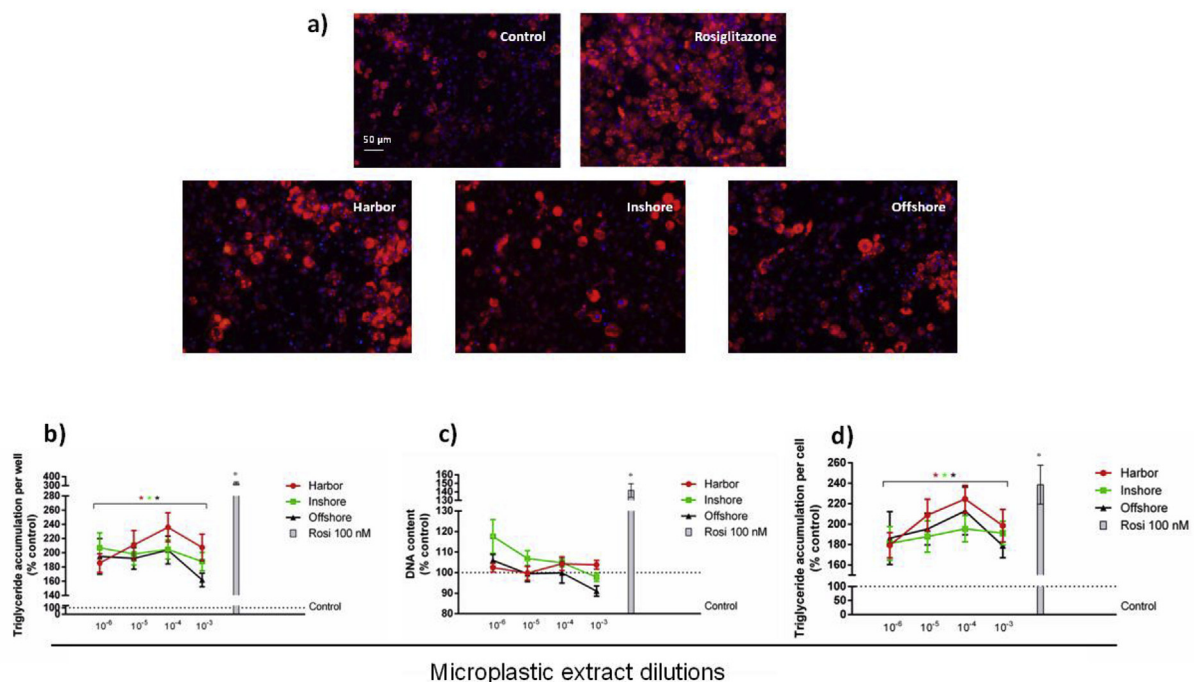 a)
Control
Rosiglitazone
50 µm
Harbor
Inshore
Offshore
b)
Triglyceride accumulation per well
(% control)
400
300
280
260
240
220
200
180
160
140
100
0
* * *
*
Harbor
Inshore
Offshore
Rosi 100 nM
Control
10⁻⁶ 10⁻⁵ 10⁻⁴ 10⁻³
c)
DNA content
(% control)
160
150
140
130
130
120
110
100
90
80
*
Harbor
Inshore
Offshore
Rosi 100 nM
Control
10⁻⁶ 10⁻⁵ 10⁻⁴ 10⁻³
d)
Triglyceride accumulation per cell
(% control)
260
240
220
200
180
160
100
50
0
* * *
*
Harbor
Inshore
Offshore
Rosi 100 nM
Control
10⁻⁶ 10⁻⁵ 10⁻⁴ 10⁻³
Microplastic extract dilutions